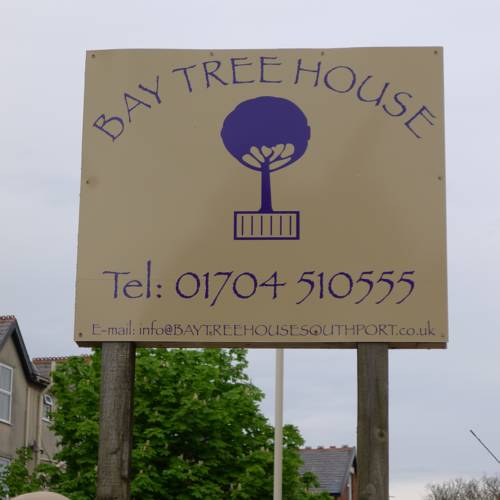 BAY TREE HOUSE
Tel: 01704 510555
E-mail: info@BAYTREEHOUSESOUTHPORT.co.uk